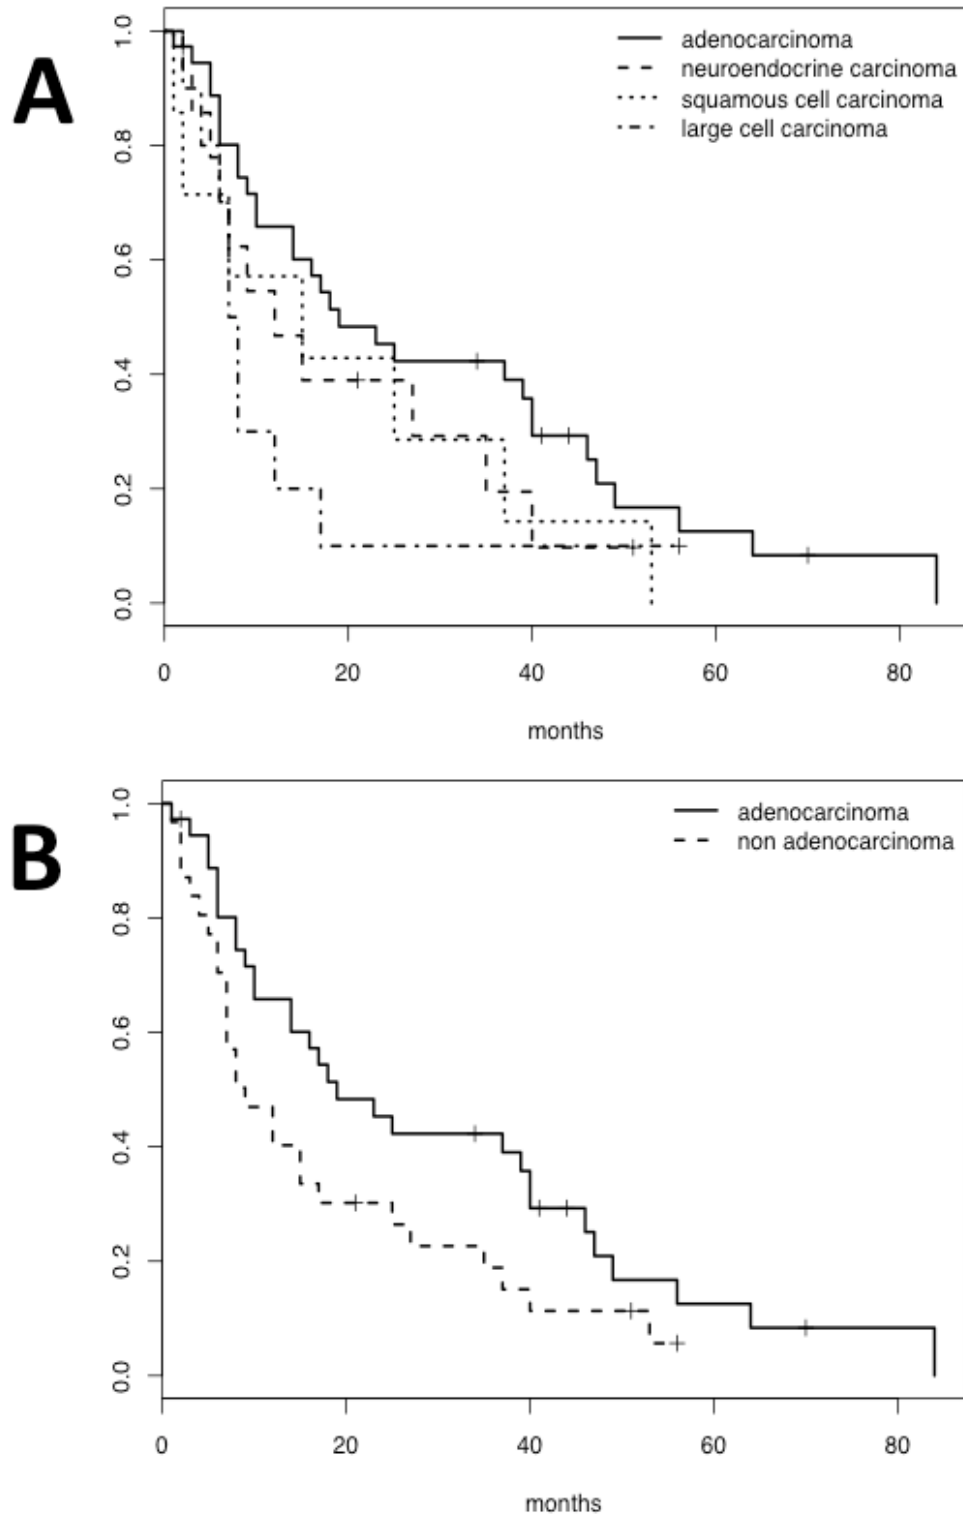 A
adenocarcinoma
neuroendocrine carcinoma
squamous cell carcinoma
large cell carcinoma
1.0
0.8
0.6
0.4
0.2
0.0
0 20 40 60 80
months
B
adenocarcinoma
non adenocarcinoma
1.0
0.8
0.6
0.4
0.2
0.0
0 20 40 60 80
months